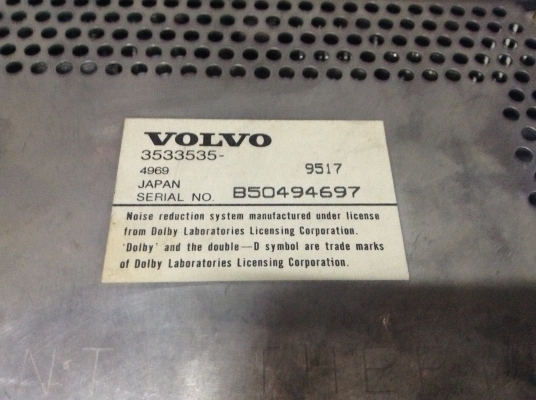 VOLVO
3533535-
4969 9517
JAPAN
SERIAL NO. B50494697
Noise reduction system manufactured under license
from Dolby Laboratories Licensing Corporation.
'Dolby' and the double—D symbol are trade marks
of Dolby Laboratories Licensing Corporation.